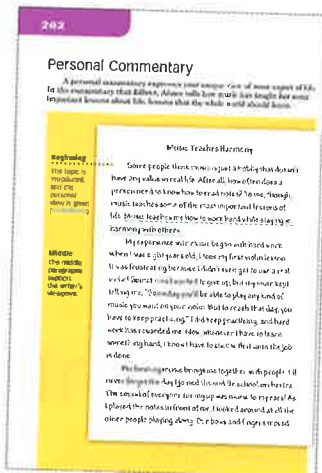 202
Personal Commentary
A personal commentary expresses your unique view of some aspect of life.
In the commentary that follows, tells how music has taught her some
important lessons about life, lessons that the whole world should learn.
Music Teaches Harmony
Beginning
The topic is
introduced,
and the
personal
view is given
Some people think music is just a hobby that doesn't
have any value in real life. After all, how often does a
person need to know how to read notes? To me, though,
music teaches some of the most important lessons of
life. Music teaches me how to work hard while playing in
harmony with others.
Middle
The middle
paragraphs
support
the writer's
viewpoint.
My experience with music began with hard work.
When I was eight years old, I took my first violin lesson.
It was frustrating because I didn't even get to use a real
violin! Sometimes I wanted to give up, but my mom kept
telling me, "Someday you'll be able to play any kind of
music you want on your violin. But to reach that day, you
have to keep practicing." I did keep practicing, and hard
work has rewarded me. Now, whenever I have to learn
something hard, I know I have to stick with it until the job
is done.
music brings us together with people. I'll
never forget the day I joined the middle school orchestra.
The sound of everyone tuning up was music to my ears! As
I played the notes in front of me, I looked around at all the
other people playing along. Our bows and fingers moved